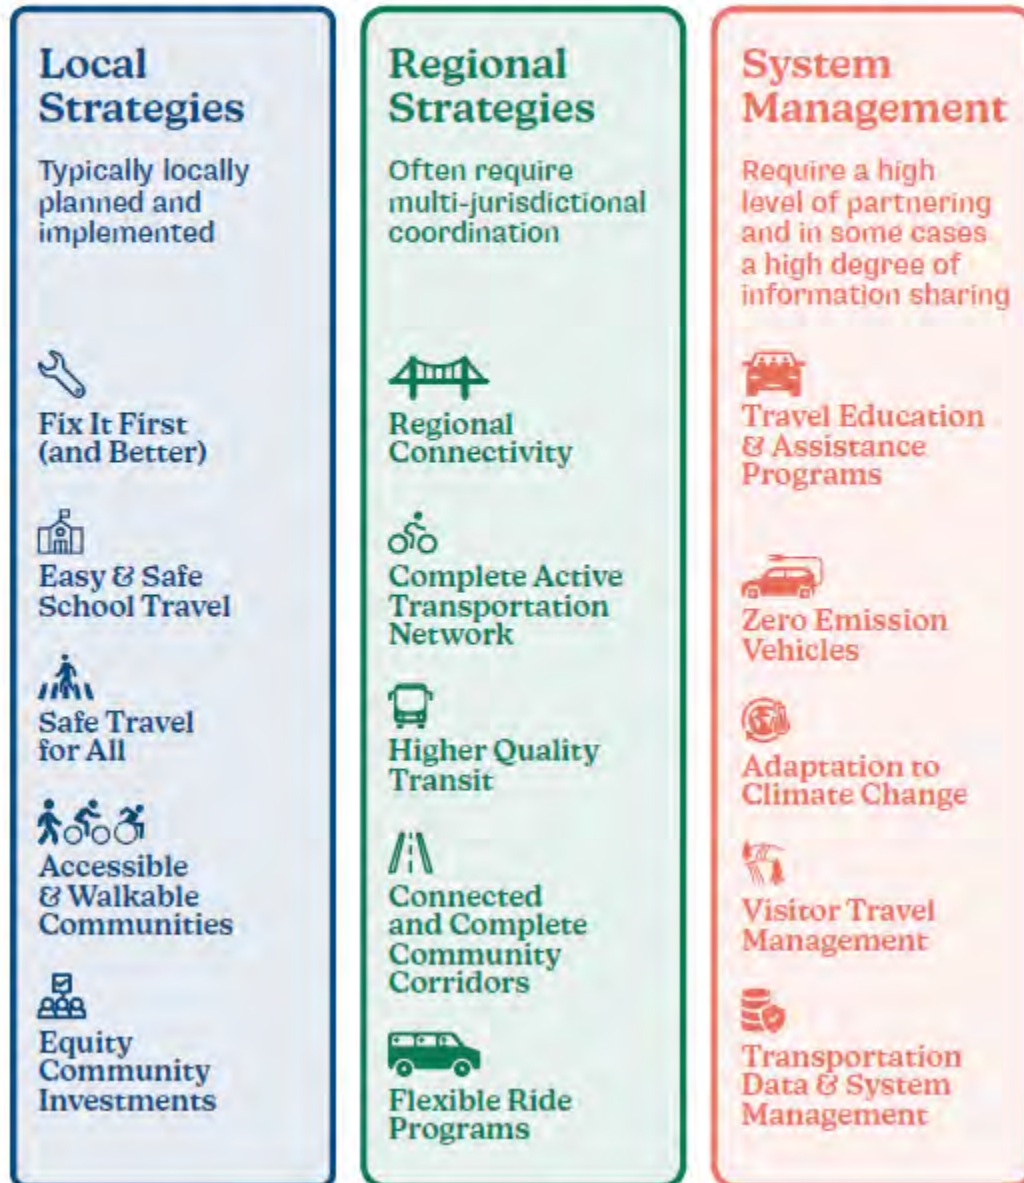 Local
Strategies
Typically locally
planned and
implemented
Fix It First
(and Better)
Easy & Safe
School Travel
Safe Travel
for All
Accessible
& Walkable
Communities
Equity
Community
Investments
Regional
Strategies
Often require
multi-jurisdictional
coordination
Regional
Connectivity
Complete Active
Transportation
Network
Higher Quality
Transit
Connected
and Complete
Community
Corridors
Flexible Ride
Programs
System
Management
Require a high
level of partnering
and in some cases
a high degree of
information sharing
Travel Education
& Assistance
Programs
Zero Emission
Vehicles
Adaptation to
Climate Change
Visitor Travel
Management
Transportation
Data & System
Management